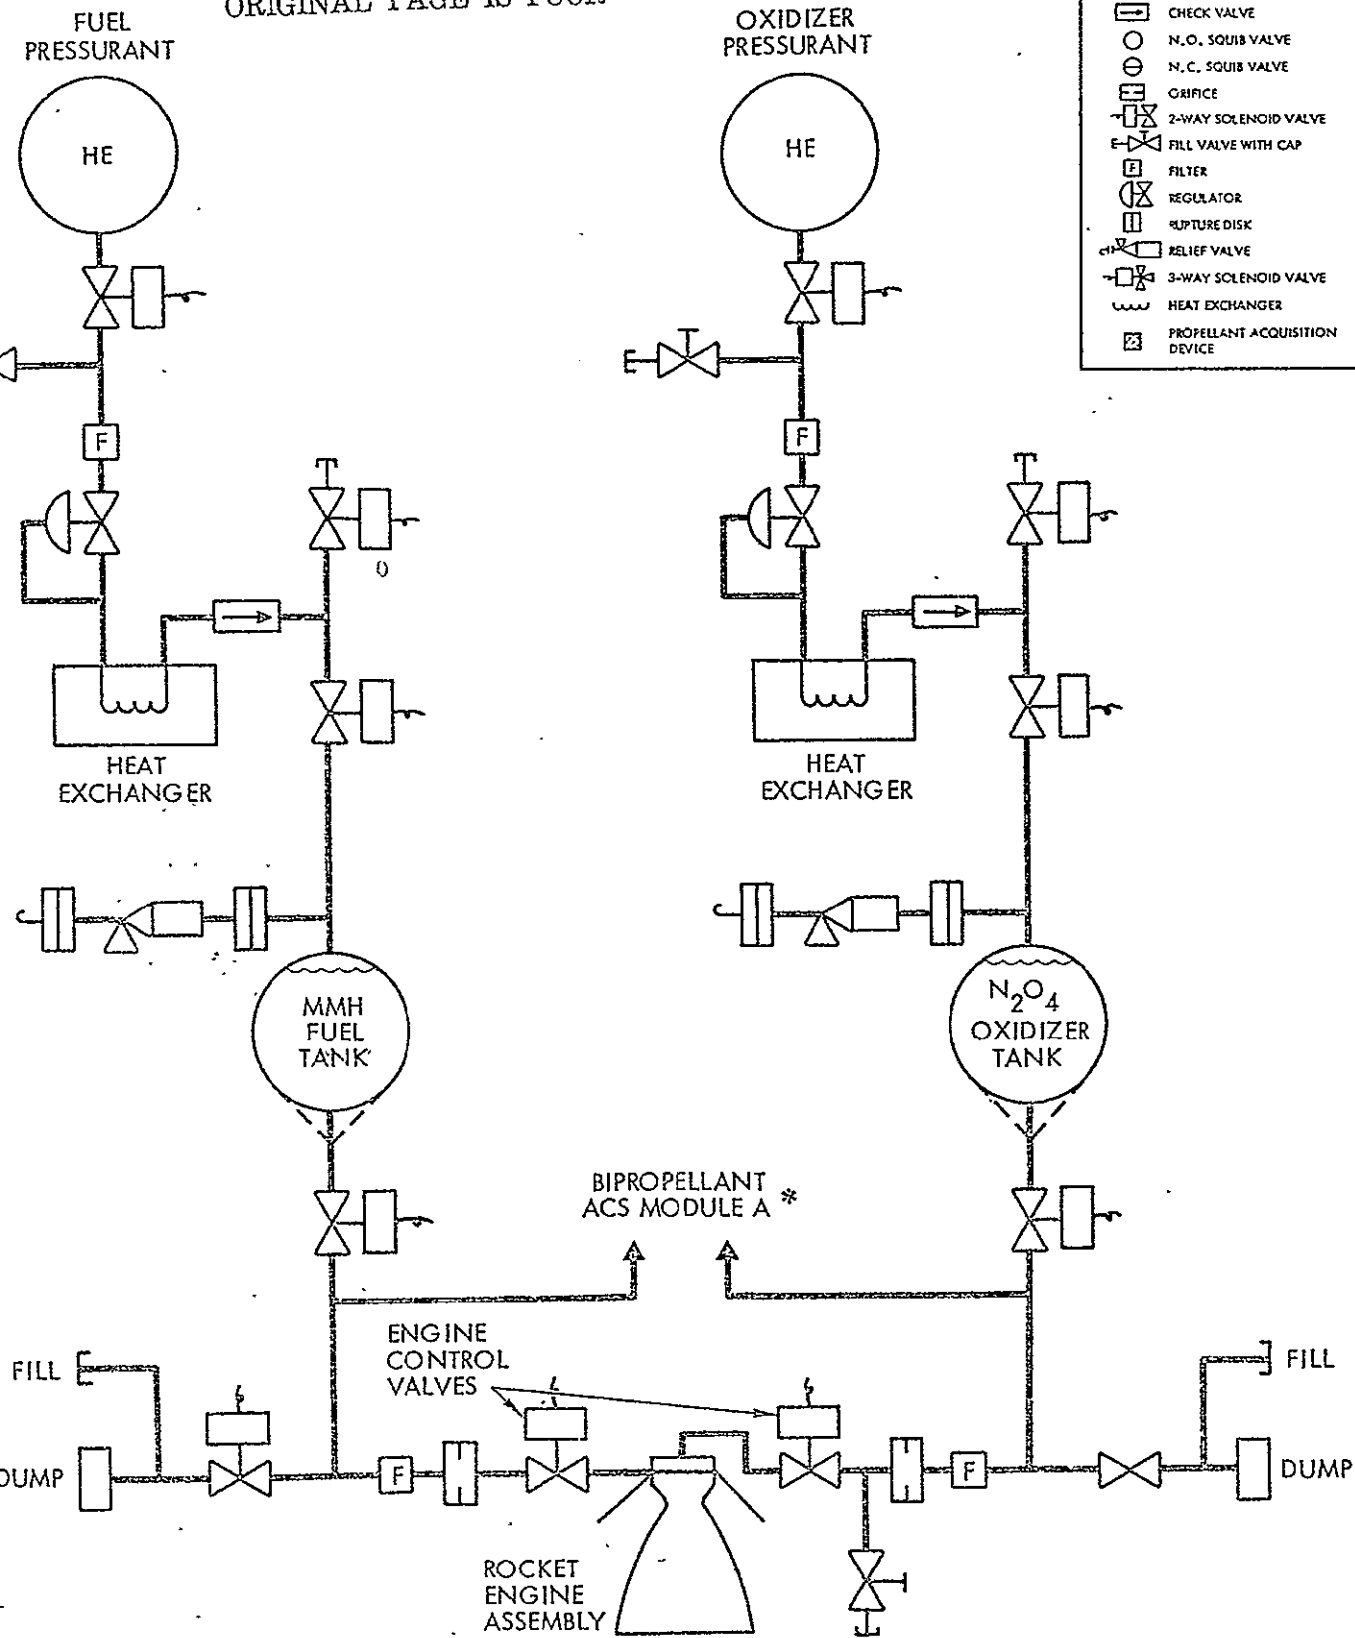 ORIGINAL PAGE IS POOR
FUEL
PRESSURANT
OXIDIZER
PRESSURANT
CHECK VALVE
N.O. SQUIB VALVE
N.C. SQUIB VALVE
ORIFICE
2-WAY SOLENOID VALVE
FILL VALVE WITH CAP
F
FILTER
REGULATOR
RUPTURE DISK
RELIEF VALVE
3-WAY SOLENOID VALVE
HEAT EXCHANGER
PROPELLANT ACQUISITION
DEVICE
HE
HE
F
F
HEAT
EXCHANGER
HEAT
EXCHANGER
MMH
FUEL
TANK
N2O4
OXIDIZER
TANK
BIPROPELLANT
ACS MODULE A *
ENGINE
CONTROL
VALVES
FILL
FILL
DUMP
F
F
DUMP
ROCKET
ENGINE
ASSEMBLY